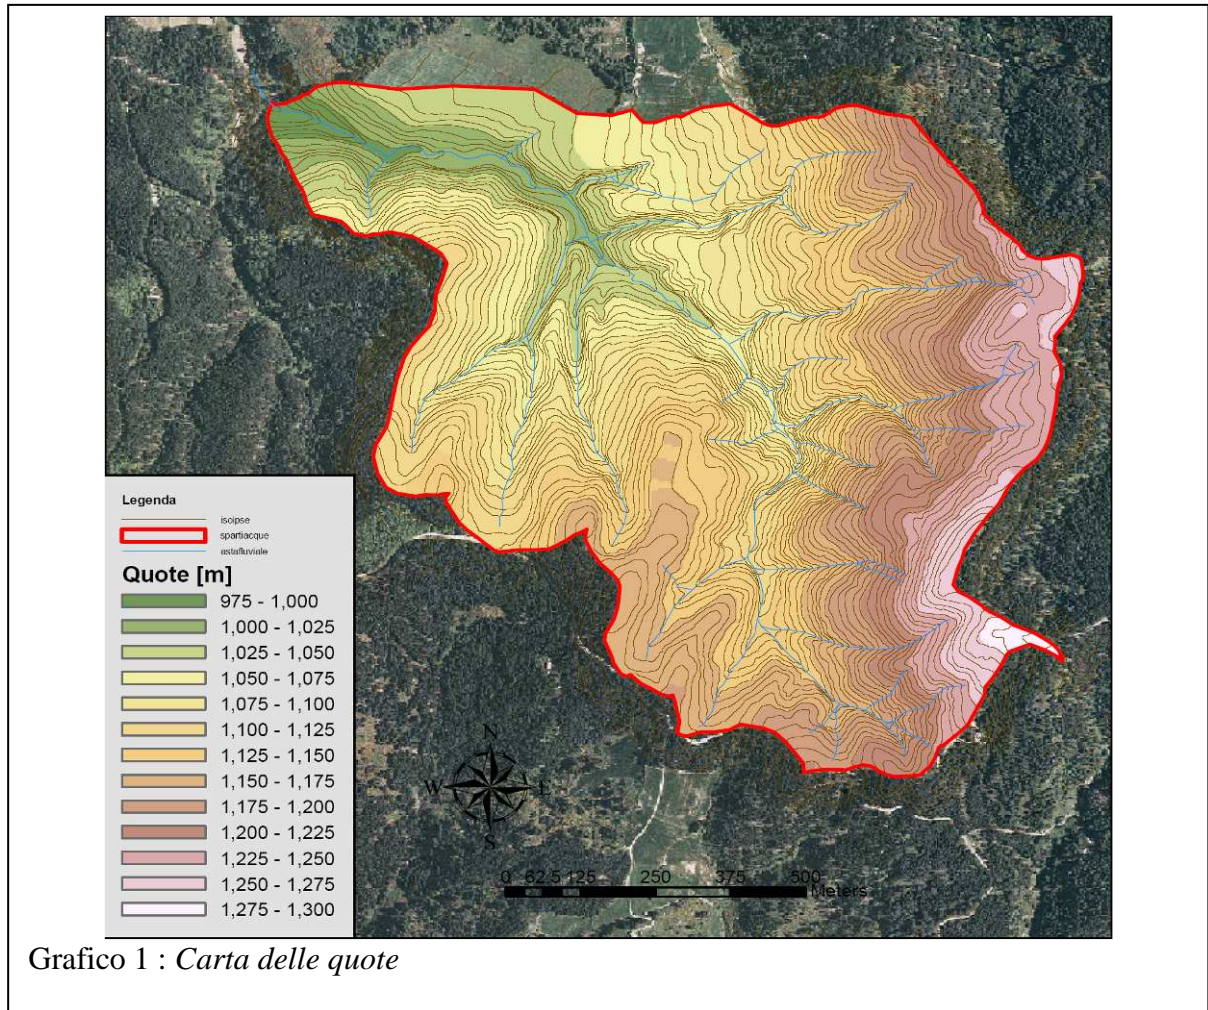 N
W E
S
0 62.5 125 250 375 500
Meters
Legenda
isoipse
spartiacque
astafluviale
Quote [m]
975 - 1,000
1,000 - 1,025
1,025 - 1,050
1,050 - 1,075
1,075 - 1,100
1,100 - 1,125
1,125 - 1,150
1,150 - 1,175
1,175 - 1,200
1,200 - 1,225
1,225 - 1,250
1,250 - 1,275
1,275 - 1,300
Grafico 1 : Carta delle quote